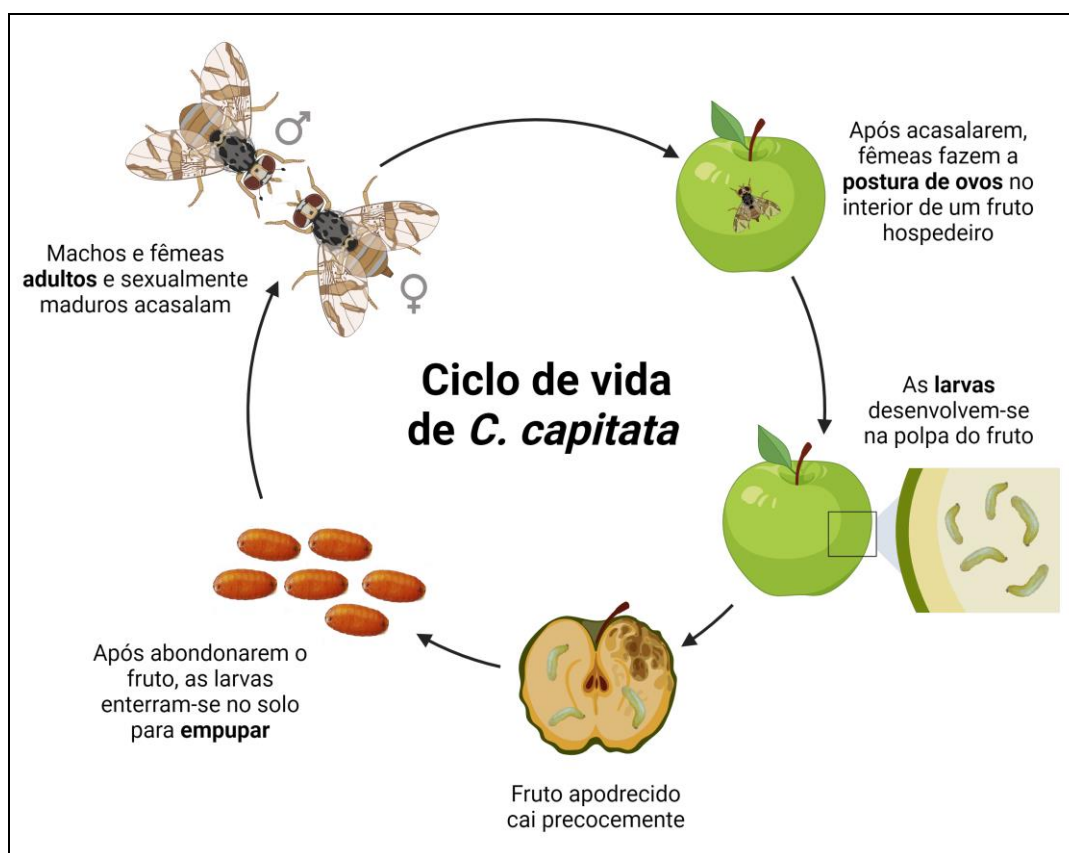 Machos e fêmeas
adultos e sexualmente
maduros acasalam
Após acasalarem,
fêmeas fazem a
postura de ovos no
interior de um fruto
hospedeiro
Ciclo de vida
de C. capitata
As larvas
desenvolvem-se
na polpa do fruto
Após abondonarem o
fruto, as larvas
enterram-se no solo
para empupar
Fruto apodrecido
cai precocemente